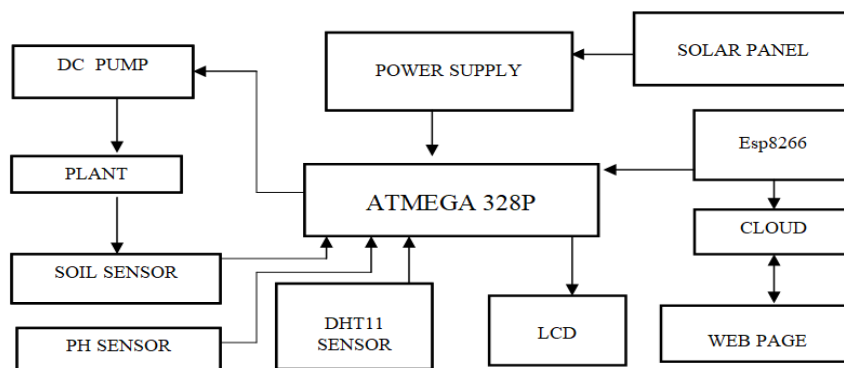 DC PUMP
POWER SUPPLY
SOLAR PANEL
Esp8266
PLANT
ATMEGA 328P
CLOUD
SOIL SENSOR
DHT11
SENSOR
LCD
WEB PAGE
PH SENSOR